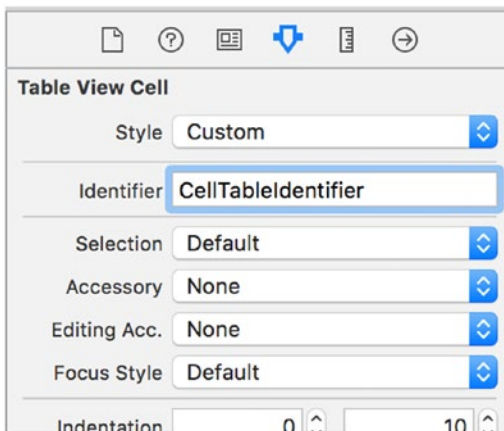 Table View Cell
Style Custom
Identifier CellTableIdentifier
Selection Default
Accessory None
Editing Acc. None
Focus Style Default
Indentation 0 10